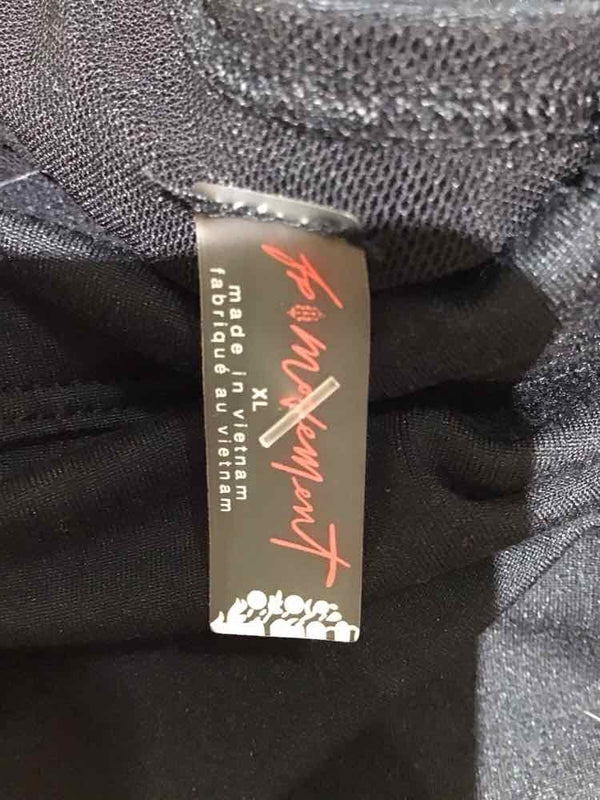 fp movement
XL
made in vietnam
fabriqué au vietnam